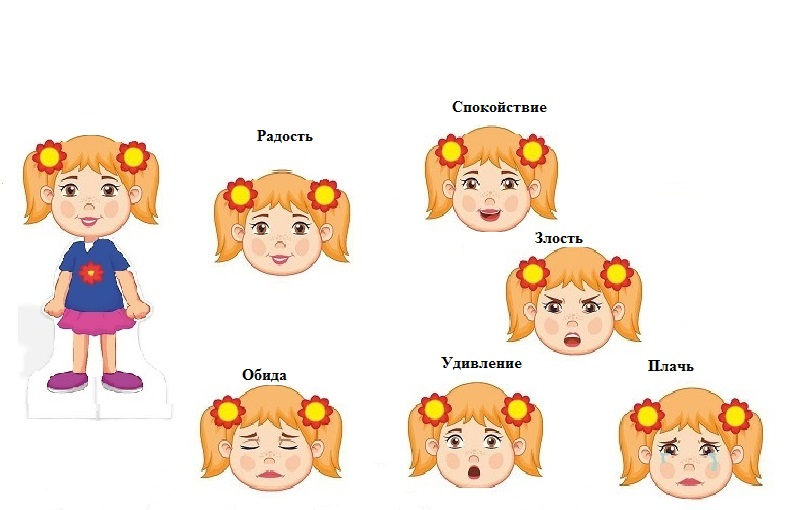 Спокойствие
Радость
Злость
Удивление
Плачь
Обида